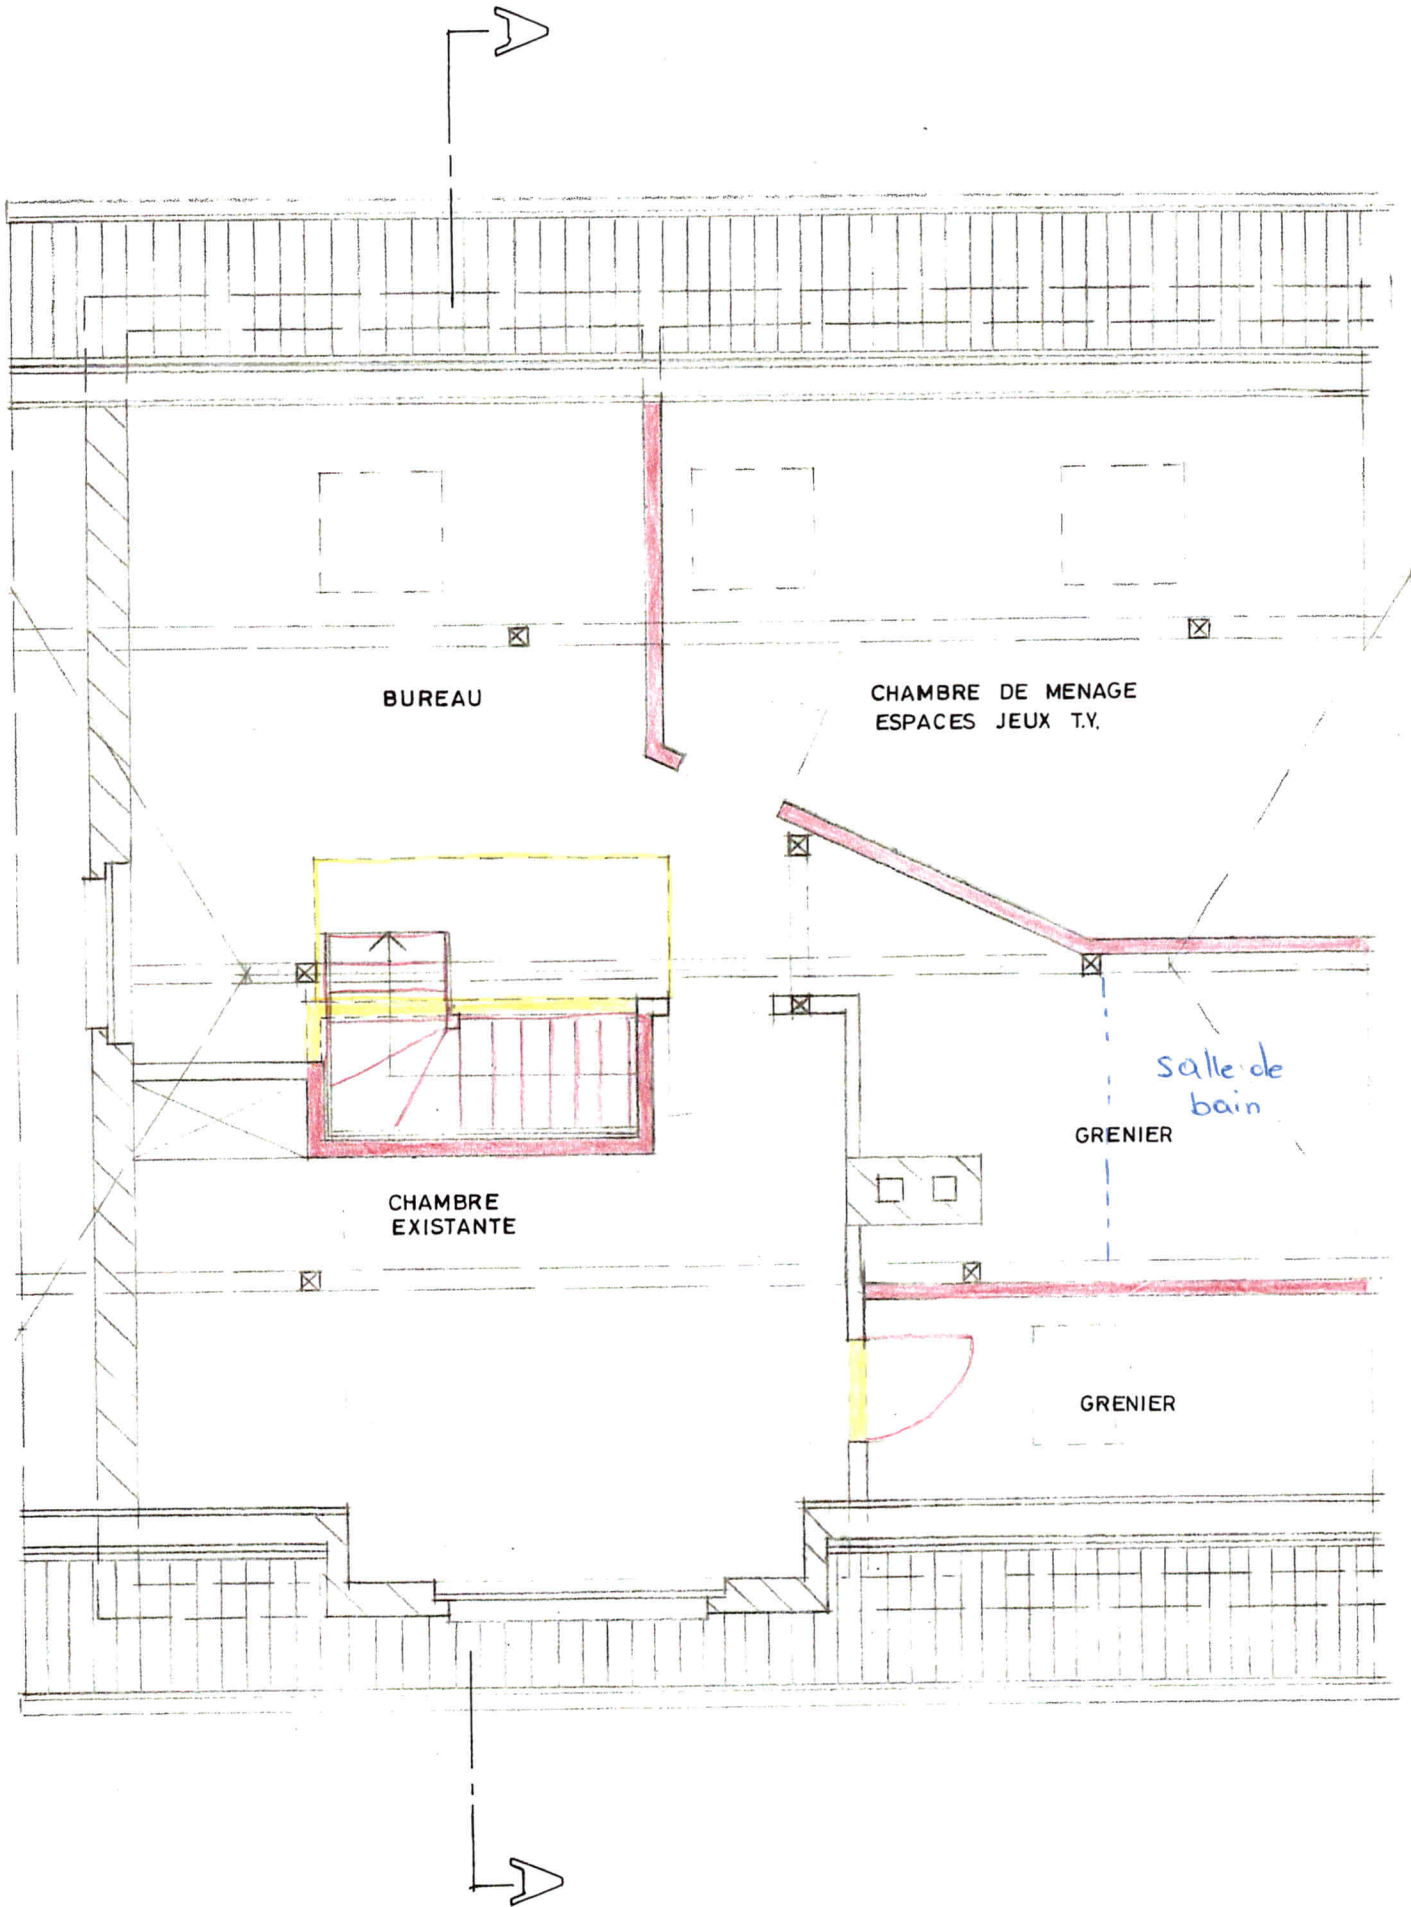 BUREAU
CHAMBRE DE MENAGE
ESPACES JEUX T.V.
salle de
bain
GRENIER
CHAMBRE
EXISTANTE
GRENIER